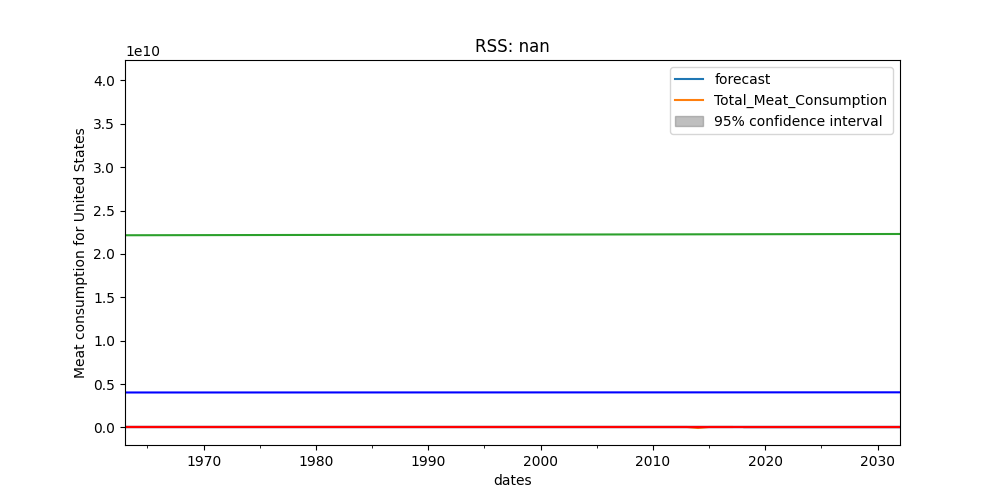 RSS: nan
1e10
forecast
Total_Meat_Consumption
95% confidence interval
Meat consumption for United States
4.0
3.5
3.0
2.5
2.0
1.5
1.0
0.5
0.0
1970 1980 1990 2000 2010 2020 2030
dates